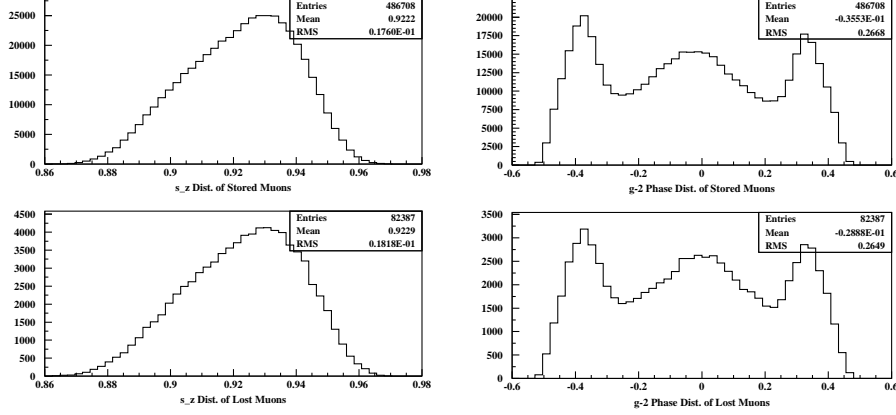 Entries 486708
Mean 0.9222
RMS 0.1760E-01
25000
20000
15000
10000
5000
0
0.86 0.88 0.9 0.92 0.94 0.96 0.98
s_z Dist. of Stored Muons
Entries 486708
Mean -0.3553E-01
RMS 0.2668
20000
17500
15000
12500
10000
7500
5000
2500
0
-0.6 -0.4 -0.2 0 0.2 0.4 0.6
g-2 Phase Dist. of Stored Muons
Entries 82387
Mean 0.9229
RMS 0.1818E-01
4500
4000
3500
3000
2500
2000
1500
1000
500
0
0.86 0.88 0.9 0.92 0.94 0.96 0.98
s_z Dist. of Lost Muons
Entries 82387
Mean -0.2888E-01
RMS 0.2649
3500
3000
2500
2000
1500
1000
500
0
-0.6 -0.4 -0.2 0 0.2 0.4 0.6
g-2 Phase Dist. of Lost Muons